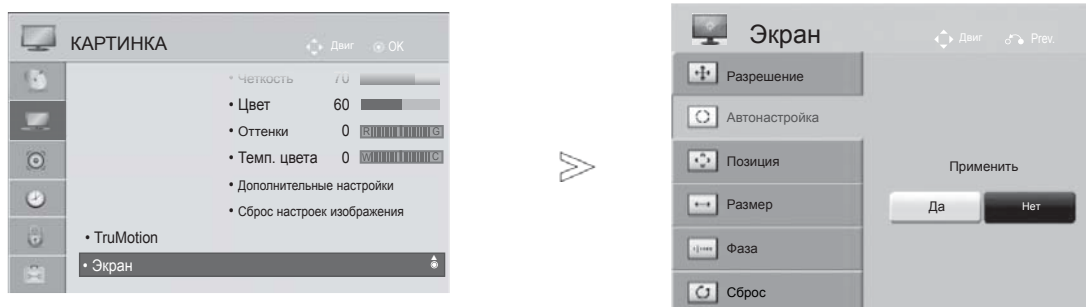 КАРТИНКА
Двиг
OK
• Четкость 70
• Цвет 60
• Оттенки 0 R G
• Темп. цвета 0 W C
• Дополнительные настройки
• Сброс настроек изображения
• TruMotion
• Экран
Экран
Двиг
Prev.
Разрешение
Автонастройка
Позиция
Размер
Фаза
Сброс
Применить
Да
Нет